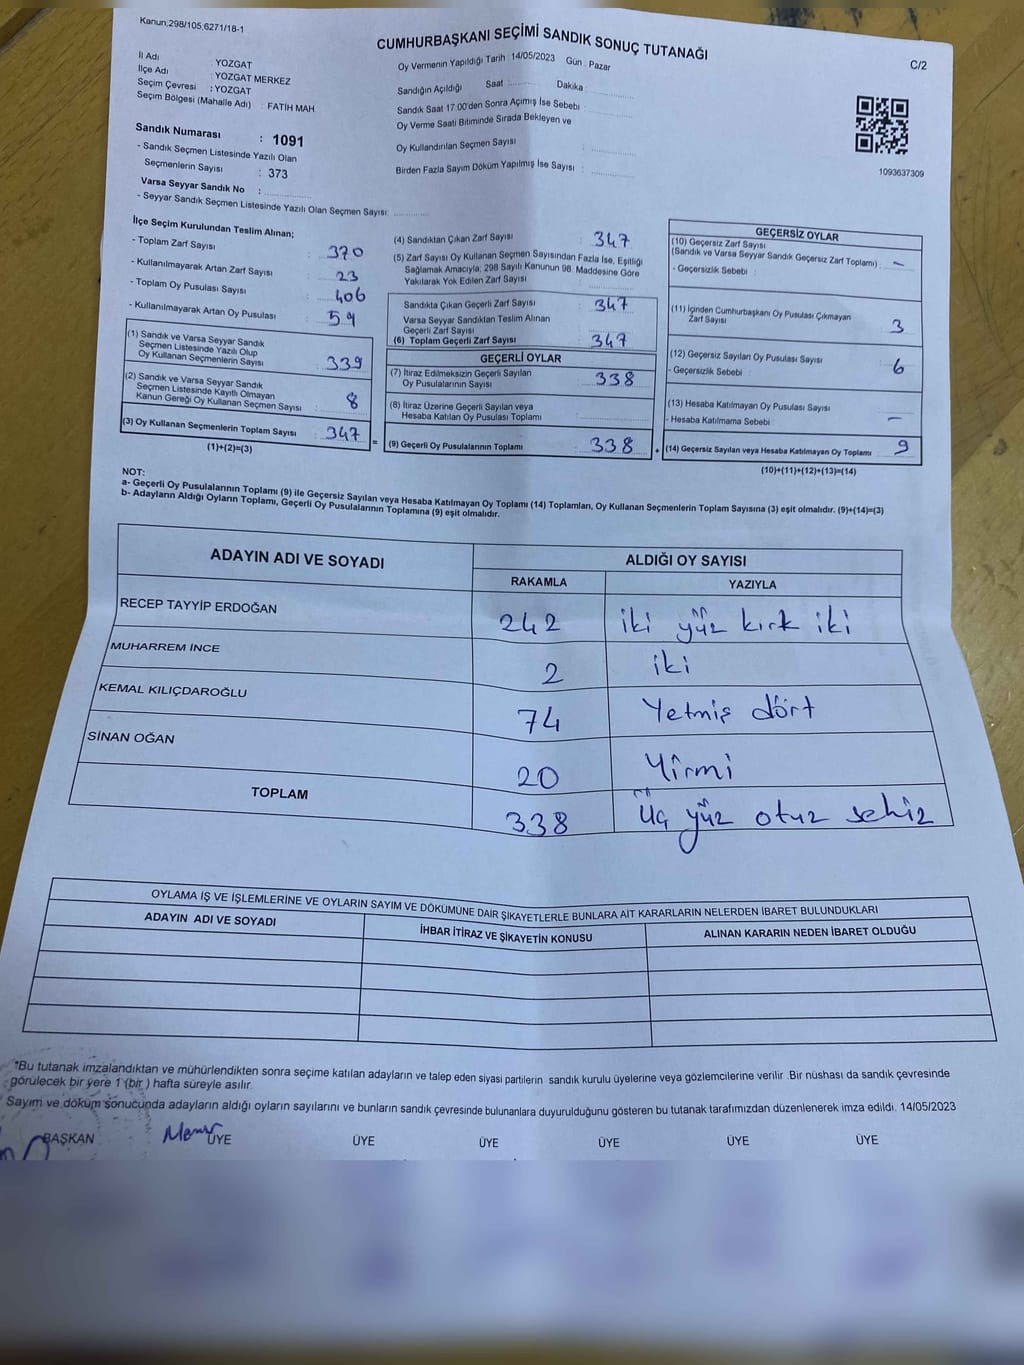 Kanun,298/105,6271/18-1
CUMHURBAŞKANI SEÇİMİ SANDIK SONUÇ TUTANAĞI
C/2
İl Adı : YOZGAT
İlçe Adı : YOZGAT MERKEZ
Seçim Çevresi : YOZGAT
Seçim Bölgesi (Mahalle Adı) : FATİH MAH
Sandık Numarası : 1091
- Sandık Seçmen Listesinde Yazılı Olan
Seçmenlerin Sayısı : 373
Varsa Seyyar Sandık No :
- Seyyar Sandık Seçmen Listesinde Yazılı Olan Seçmen Sayısı:
Oy Vermenin Yapıldığı Tarih : 14/05/2023 Gün : Pazar
Sandığın Açıldığı Saat Dakika
Sandık Saat 17:00'den Sonra Açımış İse Sebebi :
Oy Verme Saati Bitiminde Sırada Bekleyen ve
Oy Kullandırılan Seçmen Sayısı :
Birden Fazla Sayım Döküm Yapılmış İse Sayısı :
1093637309
İlçe Seçim Kurulundan Teslim Alınan;
- Toplam Zarf Sayısı : 370
- Kullanılmayarak Artan Zarf Sayısı : 23
- Toplam Oy Pusulası Sayısı : 406
- Kullanılmayarak Artan Oy Pusulası : 59
(1) Sandık ve Varsa Seyyar Sandık
Seçmen Listesinde Yazılı Olup
Oy Kullanan Seçmenlerin Sayısı : 339
(2) Sandık ve Varsa Seyyar Sandık
Seçmen Listesinde Kayıtlı Olmayan
Kanun Gereği Oy Kullanan Seçmen Sayısı : 8
(3) Oy Kullanan Seçmenlerin Toplam Sayısı : 347
(1)+(2)=(3)
(4) Sandıktan Çıkan Zarf Sayısı : 347
(5) Zarf Sayısı Oy Kullanan Seçmen Sayısından Fazla İse, Eşitliği
Sağlamak Amacıyla, 298 Sayılı Kanunun 98. Maddesine Göre
Yakılarak Yok Edilen Zarf Sayısı :
Sandıkta Çıkan Geçerli Zarf Sayısı : 347
Varsa Seyyar Sandıktan Teslim Alınan
Geçerli Zarf Sayısı
(6) Toplam Geçerli Zarf Sayısı : 347
GEÇERLİ OYLAR
(7) İtiraz Edilmeksizin Geçerli Sayılan
Oy Pusulalarının Sayısı : 338
(8) İtiraz Üzerine Geçerli Sayılan veya
Hesaba Katılan Oy Pusulası Toplamı
= (9) Geçerli Oy Pusulalarının Toplamı : 338
GEÇERSİZ OYLAR
(10) Geçersiz Zarf Sayısı
(Sandık ve Varsa Seyyar Sandık Geçersiz Zarf Toplamı) : -
- Geçersizlik Sebebi :
(11) İçinden Cumhurbaşkanı Oy Pusulası Çıkmayan
Zarf Sayısı 3
(12) Geçersiz Sayılan Oy Pusulası Sayısı : 6
- Geçersizlik Sebebi :
(13) Hesaba Katılmayan Oy Pusulası Sayısı : -
- Hesaba Katılmama Sebebi :
+ (14) Geçersiz Sayılan veya Hesaba Katılmayan Oy Toplamı 9
(10)+(11)+(12)+(13)=(14)
NOT:
a- Geçerli Oy Pusulalarının Toplamı (9) ile Geçersiz Sayılan veya Hesaba Katılmayan Oy Toplamı (14) Toplamları, Oy Kullanan Seçmenlerin Toplam Sayısına (3) eşit olmalıdır. (9)+(14)=(3)
b- Adayların Aldığı Oyların Toplamı, Geçerli Oy Pusulalarının Toplamına (9) eşit olmalıdır.
ADAYIN ADI VE SOYADI ALDIĞI OY SAYISI
RAKAMLA YAZIYLA
RECEP TAYYİP ERDOĞAN 242 iki yüz kırk iki
MUHARREM İNCE 2 iki
KEMAL KILIÇDAROĞLU 74 Yetmiş dört
SİNAN OĞAN 20 Yirmi
TOPLAM 338 Üç yüz otuz sekiz
OYLAMA İŞ VE İŞLEMLERİNE VE OYLARIN SAYIM VE DÖKÜMÜNE DAİR ŞİKAYETLERLE BUNLARA AİT KARARLARIN NELERDEN İBARET BULUNDUKLARI
ADAYIN ADI VE SOYADI İHBAR İTİRAZ VE ŞİKAYETİN KONUSU ALINAN KARARIN NEDEN İBARET OLDUĞU
*Bu tutanak imzalandıktan ve mühürlendikten sonra seçime katılan adayların ve talep eden siyasi partilerin sandık kurulu üyelerine veya gözlemcilerine verilir .Bir nüshası da sandık çevresinde
görülecek bir yere 1 (bir ) hafta süreyle asılır.
Sayım ve döküm sonucunda adayların aldığı oyların sayılarını ve bunların sandık çevresinde bulunanlara duyurulduğunu gösteren bu tutanak tarafımızdan düzenlenerek imza edildi. 14/05/2023
BAŞKAN ÜYE ÜYE ÜYE ÜYE ÜYE ÜYE